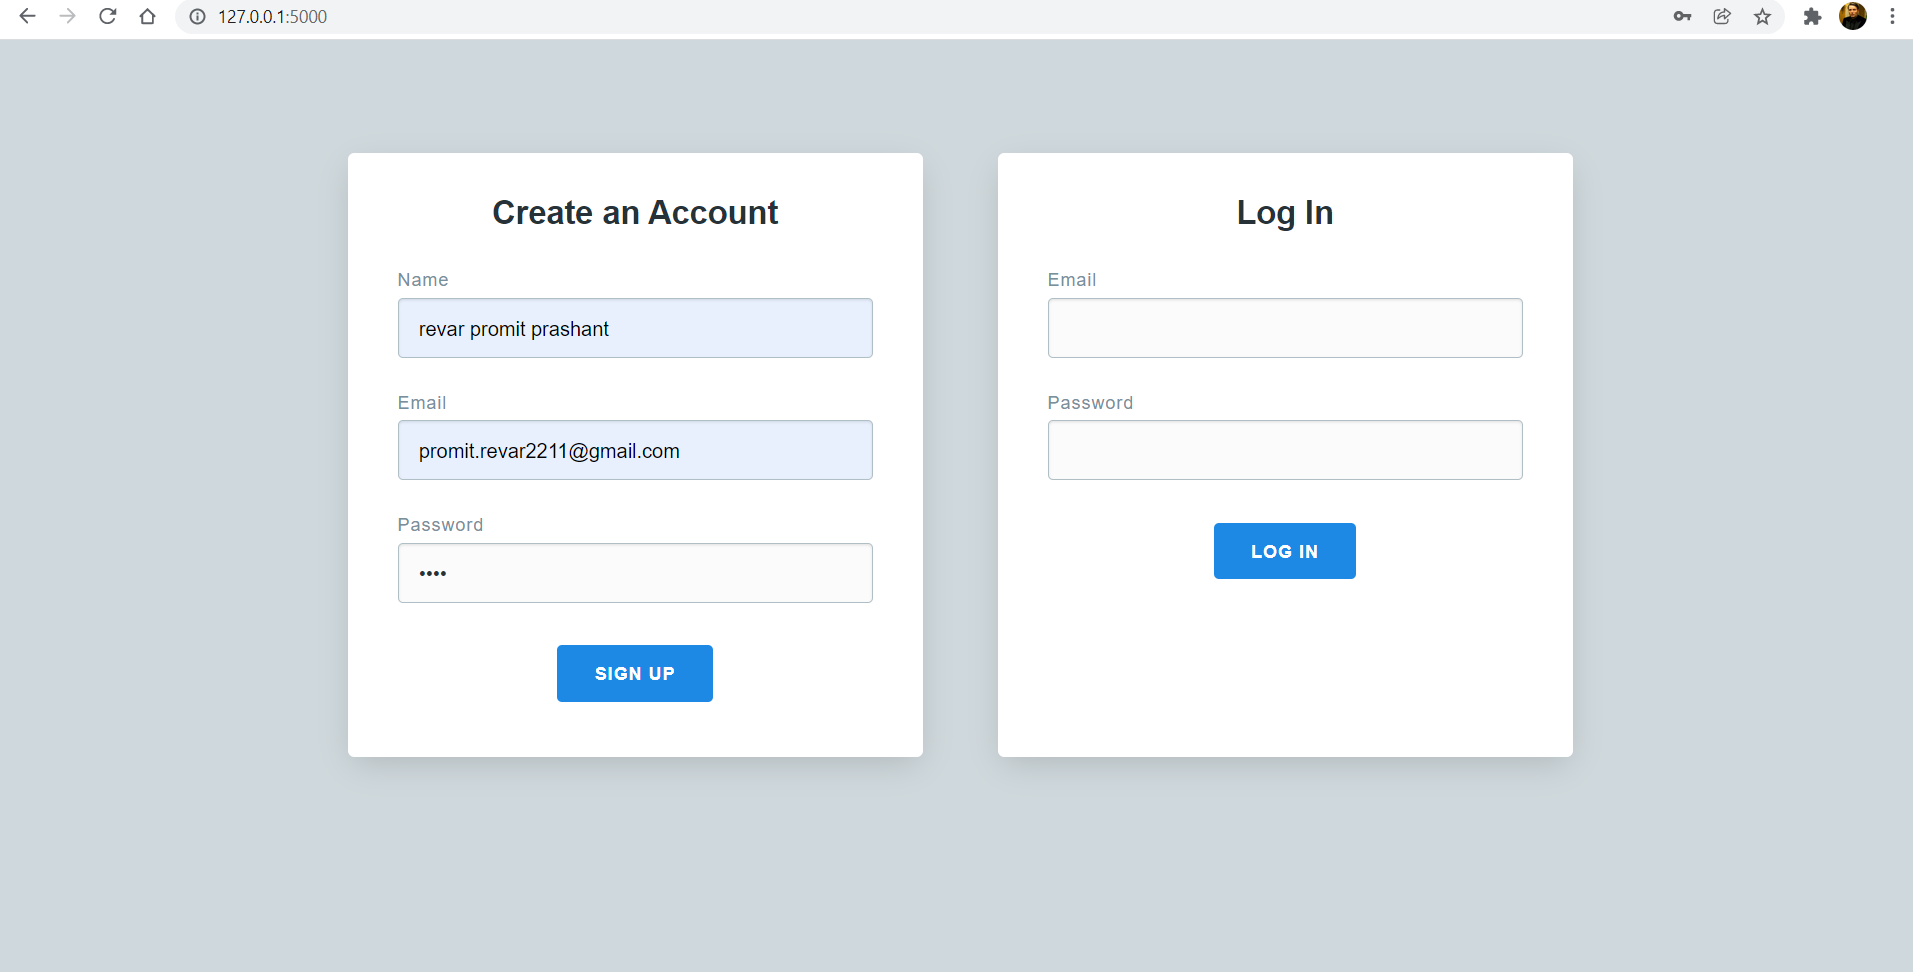 127.0.0.1:5000
Create an Account
Name
revar promit prashant
Email
promit.revar2211@gmail.com
Password
••••
SIGN UP
Log In
Email
Password
LOG IN